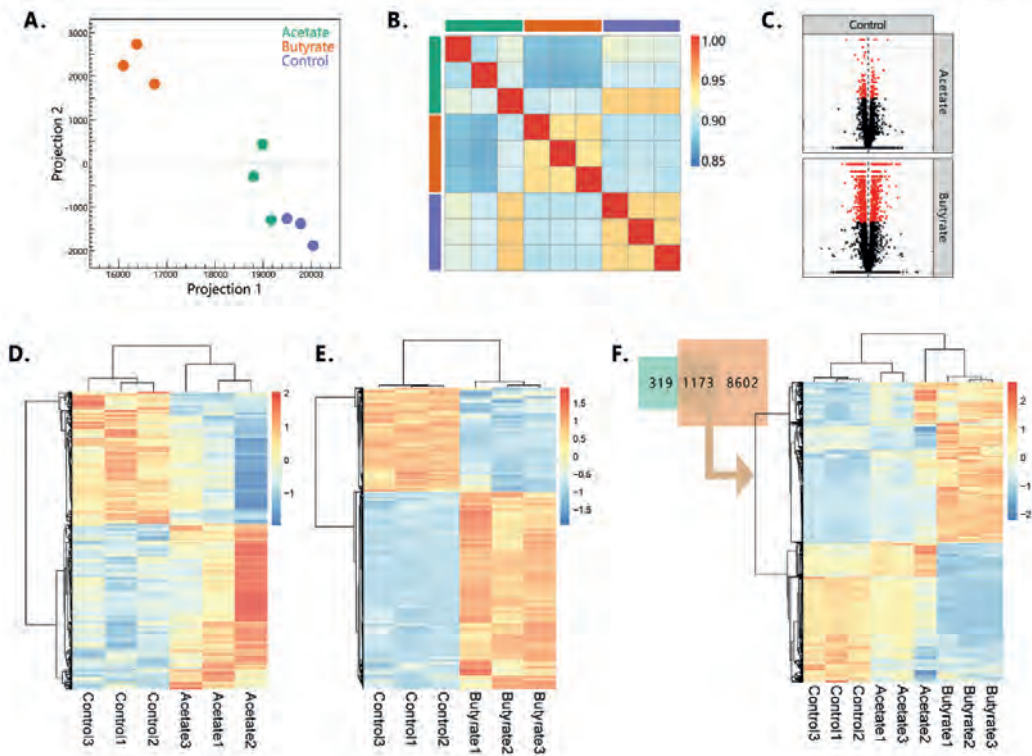 A.
Acetate
Butyrate
Control
3000
2000
1000
0
-1000
-2000
Projection 2
16000 17000 18000 19000 20000
Projection 1
B.
1.00
0.95
0.90
0.85
C.
Control
Acetate
Butyrate
D.
2
1
0
-1
Control3 Control1 Control2 Acetate3 Acetate1 Acetate2
E.
1.5
1
0.5
0
-0.5
-1
-1.5
Control3 Control1 Control2 Butyrate1 Butyrate2 Butyrate3
F.
319 1173 8602
2
1
0
-1
-2
Control3 Control1 Control2 Acetate1 Acetate3 Acetate2 Butyrate1 Butyrate2 Butyrate3